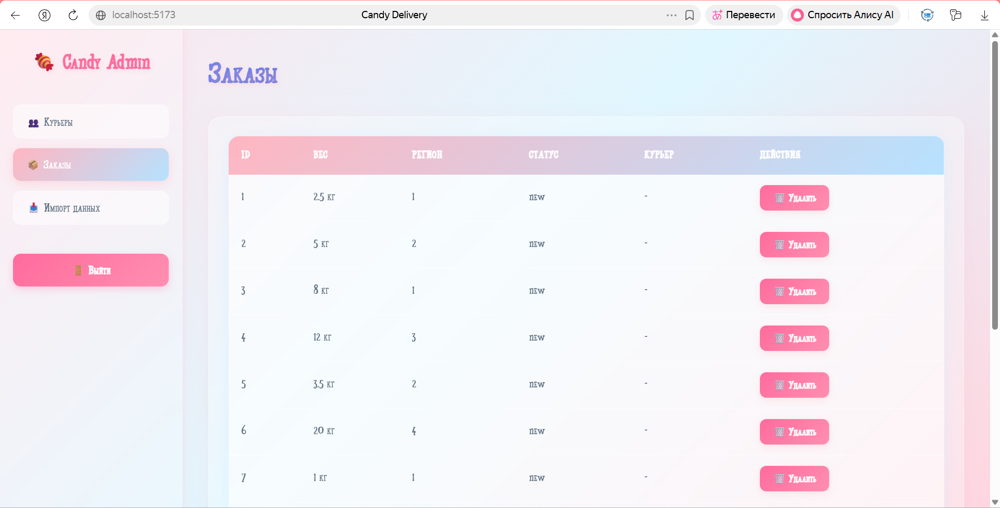 localhost:5173
Candy Delivery
Перевести
Спросить Алису AI
Candy Admin
Курьеры
Заказы
Импорт данных
Выйти
Заказы
ID ВЕС РЕГИОН СТАТУС КУРЬЕР ДЕЙСТВИЯ
1 2.5 кг 1 new - Удалить
2 5 кг 2 new - Удалить
3 8 кг 1 new - Удалить
4 12 кг 3 new - Удалить
5 3.5 кг 2 new - Удалить
6 20 кг 4 new - Удалить
7 1 кг 1 new - Удалить